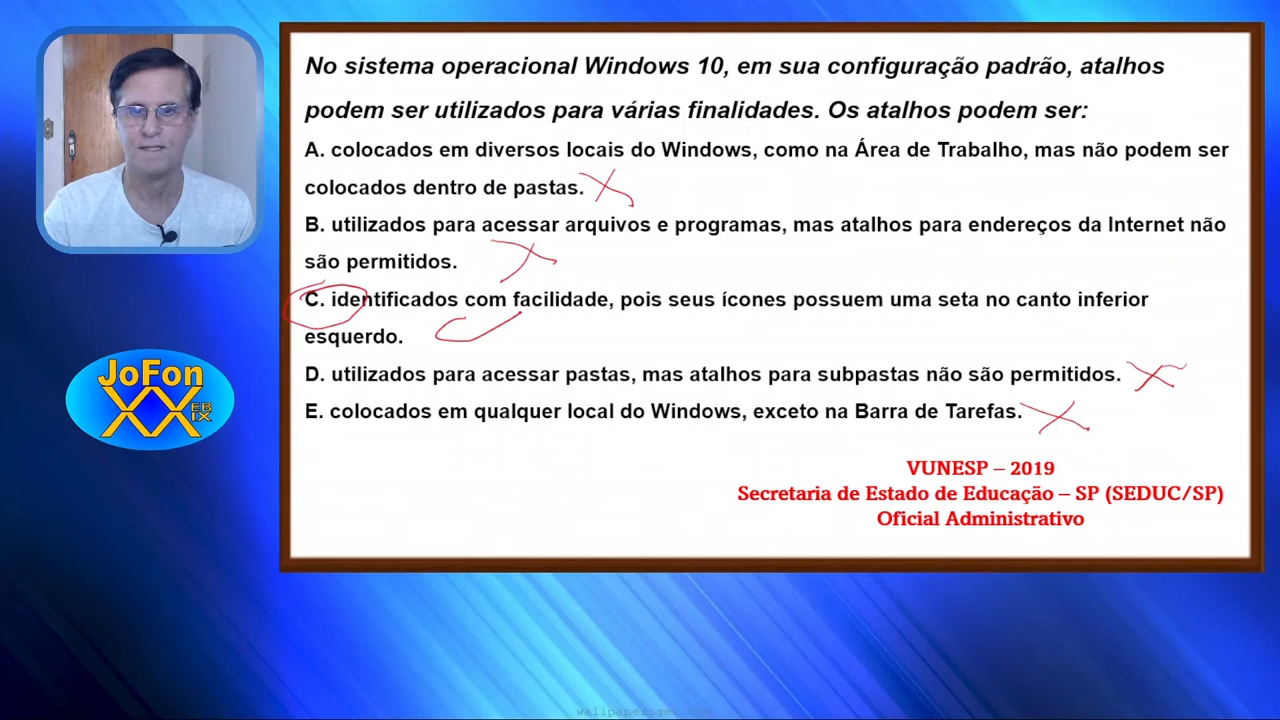 No sistema operacional Windows 10, em sua configuração padrão, atalhos
podem ser utilizados para várias finalidades. Os atalhos podem ser:
A. colocados em diversos locais do Windows, como na Área de Trabalho, mas não podem ser
colocados dentro de pastas.
B. utilizados para acessar arquivos e programas, mas atalhos para endereços da Internet não
são permitidos.
C. identificados com facilidade, pois seus ícones possuem uma seta no canto inferior
esquerdo.
D. utilizados para acessar pastas, mas atalhos para subpastas não são permitidos.
E. colocados em qualquer local do Windows, exceto na Barra de Tarefas.
VUNESP – 2019
Secretaria de Estado de Educação – SP (SEDUC/SP)
Oficial Administrativo
JoFon
XX EB
IX